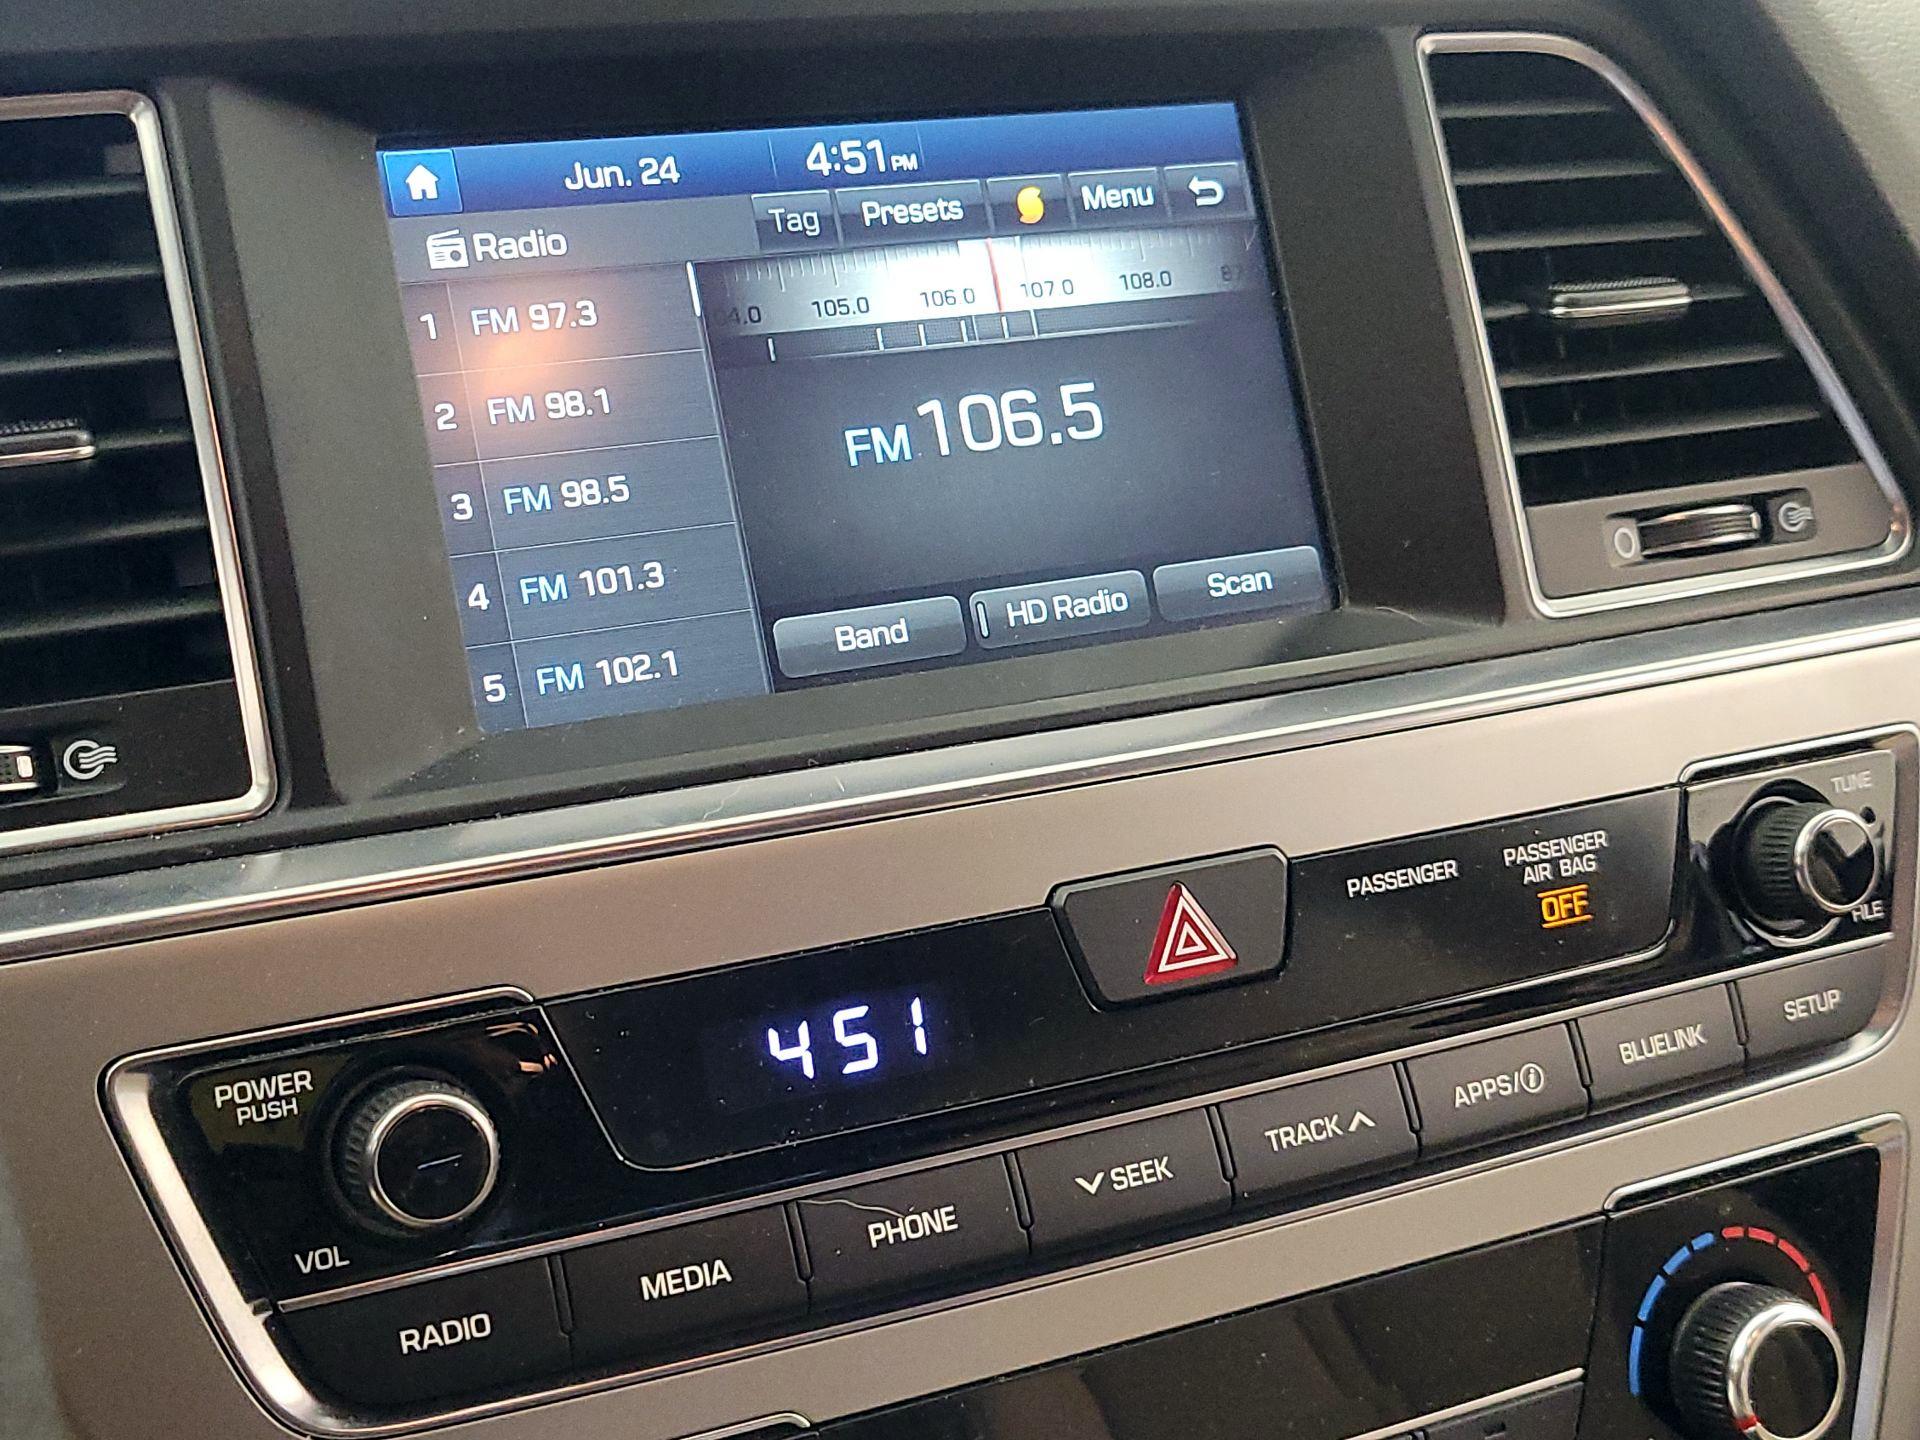 Jun. 24
4:51 PM
Radio
Tag
Presets
Menu
1 FM 97.3
2 FM 98.1
3 FM 98.5
4 FM 101.3
5 FM 102.1
105.0 106.0 107.0 108.0
FM 106.5
Band
HD Radio
Scan
PASSENGER
PASSENGER
AIR BAG
OFF
TUNE
FILE
451
POWER
PUSH
VOL
RADIO
MEDIA
PHONE
SEEK
TRACK
APPS/i
BLUELINK
SETUP